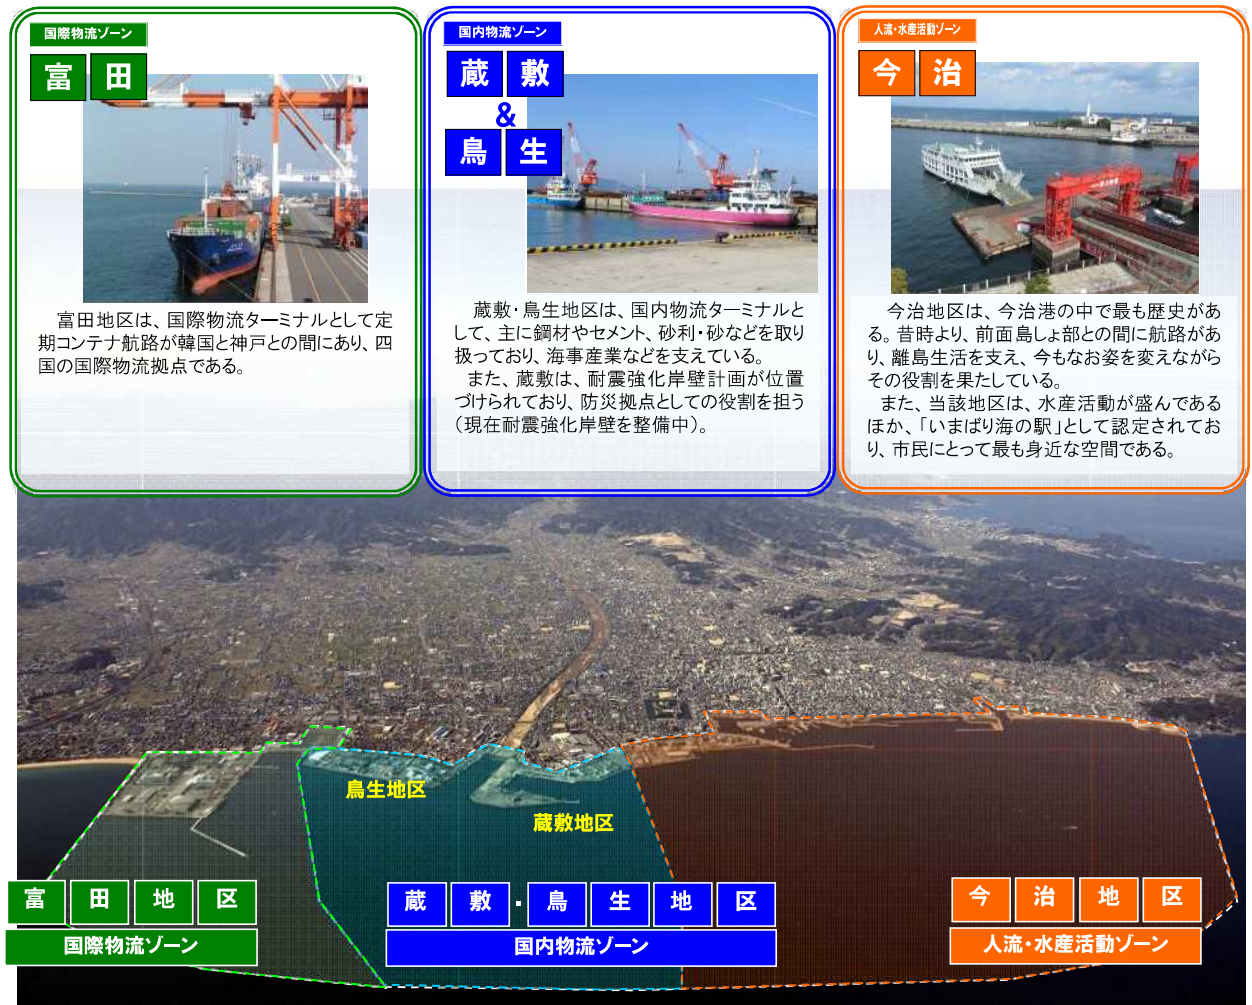 国際物流ゾーン
富田
富田地区は、国際物流ターミナルとして定
期コンテナ航路が韓国と神戸との間にあり、四
国の国際物流拠点である。
国内物流ゾーン
蔵敷
&
鳥生
蔵敷・鳥生地区は、国内物流ターミナルと
して、主に鋼材やセメント、砂利・砂などを取り
扱っており、海事産業などを支えている。
また、蔵敷は、耐震強化岸壁計画が位置
づけられており、防災拠点としての役割を担う
（現在耐震強化岸壁を整備中）。
人流・水産活動ゾーン
今治
今治地区は、今治港の中で最も歴史があ
る。昔時より、前面島しょ部との間に航路があ
り、離島生活を支え、今もなお姿を変えながら
その役割を果たしている。
また、当該地区は、水産活動が盛んである
ほか、「いまばり海の駅」として認定されてお
り、市民にとって最も身近な空間である。
鳥生地区
蔵敷地区
富田地区
国際物流ゾーン
蔵敷・鳥生地区
国内物流ゾーン
今治地区
人流・水産活動ゾーン